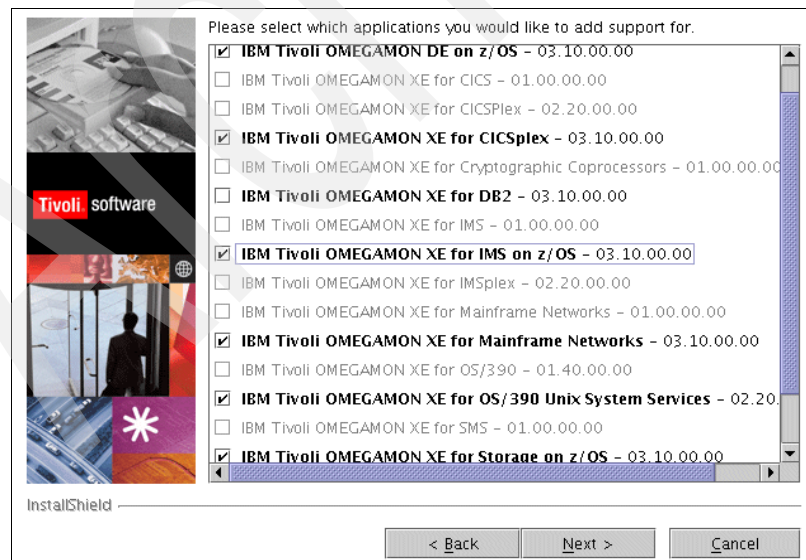 Please select which applications you would like to add support for.
IBM Tivoli OMEGAMON DE on z/OS – 03.10.00.00
IBM Tivoli OMEGAMON XE for CICS – 01.00.00.00
IBM Tivoli OMEGAMON XE for CICSPlex – 02.20.00.00
IBM Tivoli OMEGAMON XE for CICSplex – 03.10.00.00
IBM Tivoli OMEGAMON XE for Cryptographic Coprocessors – 01.00.00.00
IBM Tivoli OMEGAMON XE for DB2 – 03.10.00.00
IBM Tivoli OMEGAMON XE for IMS – 01.00.00.00
IBM Tivoli OMEGAMON XE for IMS on z/OS – 03.10.00.00
IBM Tivoli OMEGAMON XE for IMSplex – 02.20.00.00
IBM Tivoli OMEGAMON XE for Mainframe Networks – 01.00.00.00
IBM Tivoli OMEGAMON XE for Mainframe Networks – 03.10.00.00
IBM Tivoli OMEGAMON XE for OS/390 – 01.40.00.00
IBM Tivoli OMEGAMON XE for OS/390 Unix System Services – 02.20.
IBM Tivoli OMEGAMON XE for SMS – 01.00.00.00
IBM Tivoli OMEGAMON XE for Storage on z/OS – 03.10.00.00
Tivoli. software
InstallShield
< Back
Next >
Cancel